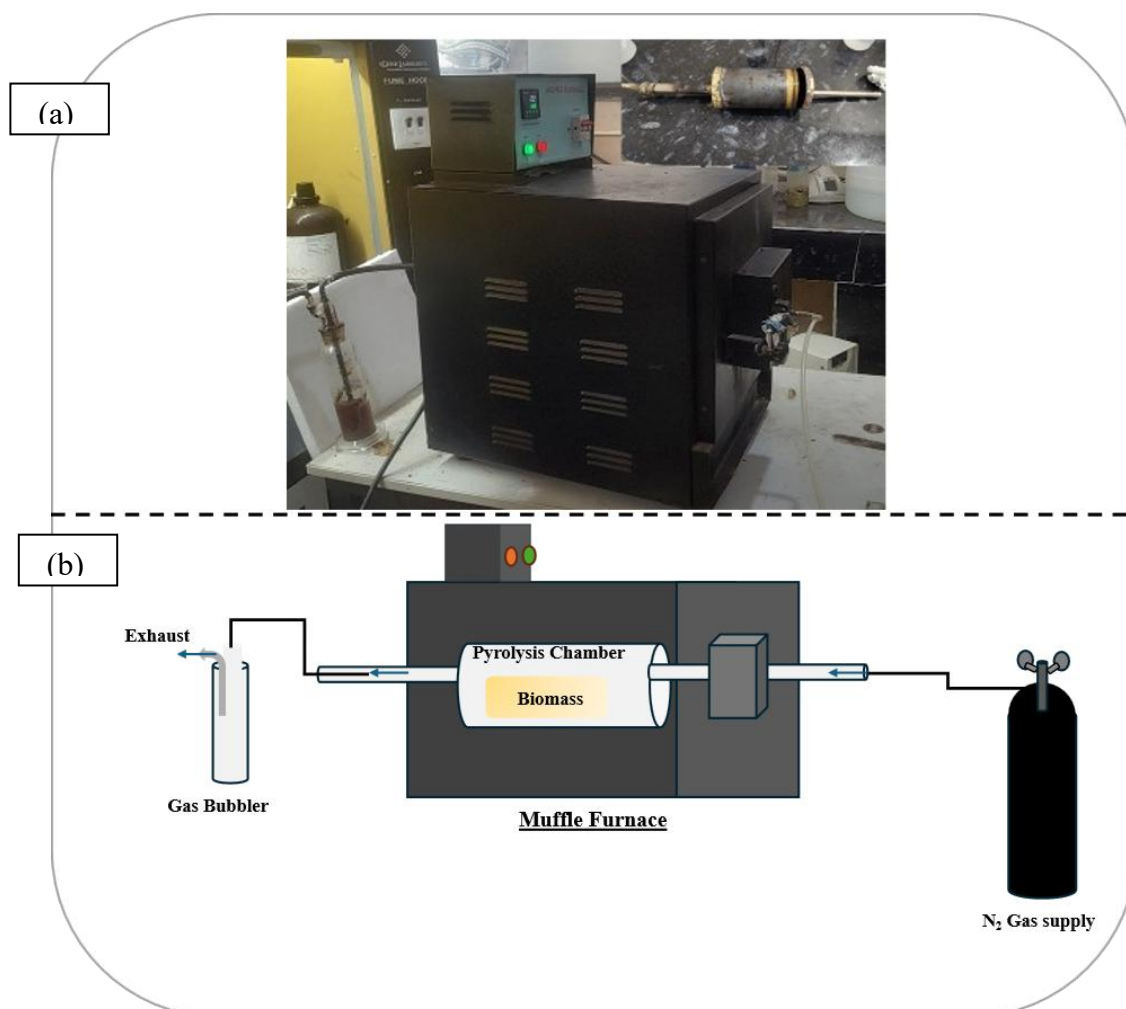 (a)
FUME HOOD
(b)
Exhaust
Pyrolysis Chamber
Biomass
Gas Bubbler
Muffle Furnace
N₂ Gas supply